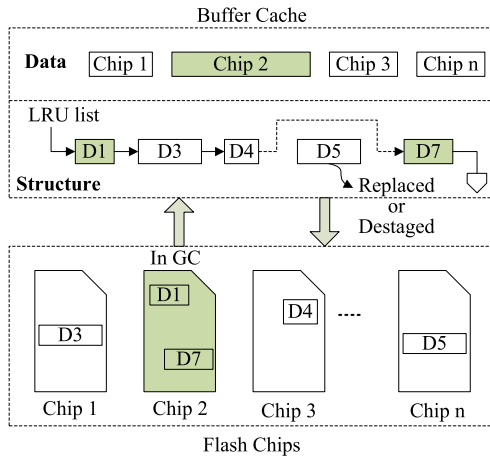 Buffer Cache
Data Chip 1 Chip 2 Chip 3 Chip n
LRU list
D1 D3 D4 D5 D7
Structure
Replaced
or
Destaged
In GC
D1
D3 D4
D7 D5
Chip 1 Chip 2 Chip 3 Chip n
Flash Chips